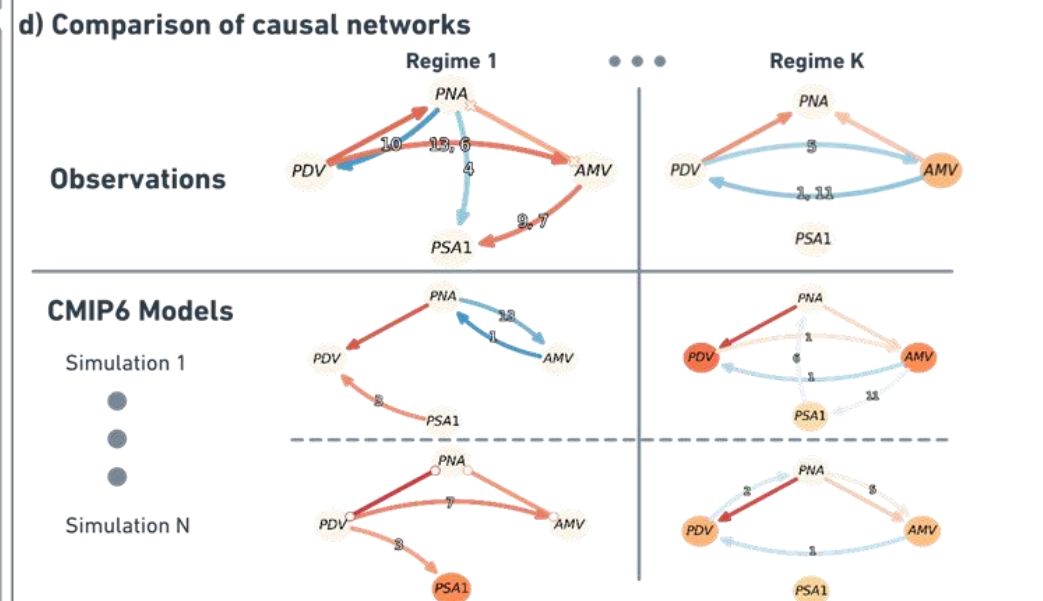 d) Comparison of causal networks
Regime 1
Regime K
Observations
PNA
10
13, 6
4
PDV
AMV
9, 7
PSA1
PNA
5
PDV
AMV
1, 11
PSA1
CMIP6 Models
Simulation 1
PNA
13
1
PDV
AMV
3
PSA1
PNA
1
PDV
6
AMV
1
11
PSA1
Simulation N
PNA
7
PDV
AMV
3
PSA1
PNA
2
5
PDV
AMV
1
PSA1